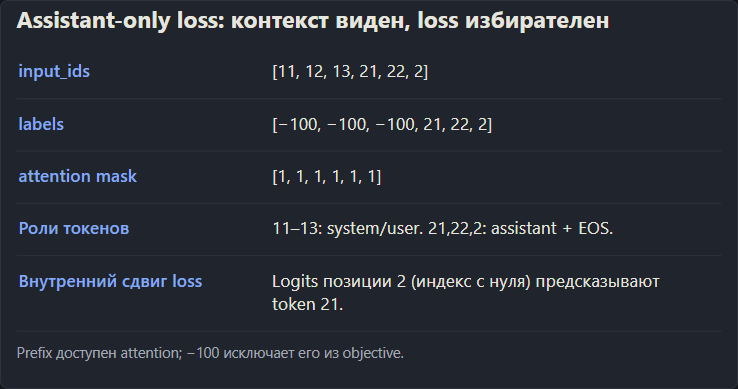 Assistant-only loss: контекст виден, loss избирателен
input_ids [11, 12, 13, 21, 22, 2]
labels [−100, −100, −100, 21, 22, 2]
attention mask [1, 1, 1, 1, 1, 1]
Роли токенов 11–13: system/user. 21,22,2: assistant + EOS.
Внутренний сдвиг loss Logits позиции 2 (индекс с нуля) предсказывают
token 21.
Prefix доступен attention; −100 исключает его из objective.